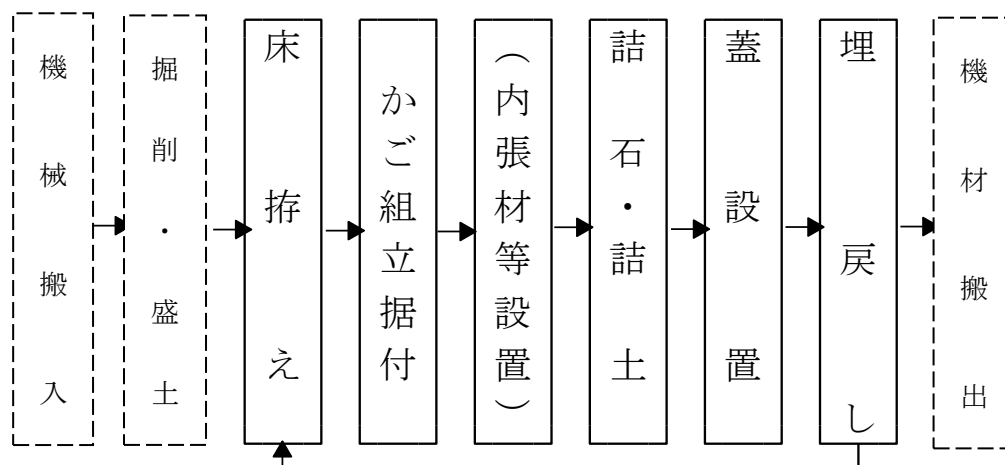 機械搬入
掘削・盛土
床拵え
かご組立据付
（内張材等設置）
詰石・詰土
蓋設置
埋戻し
機材搬出